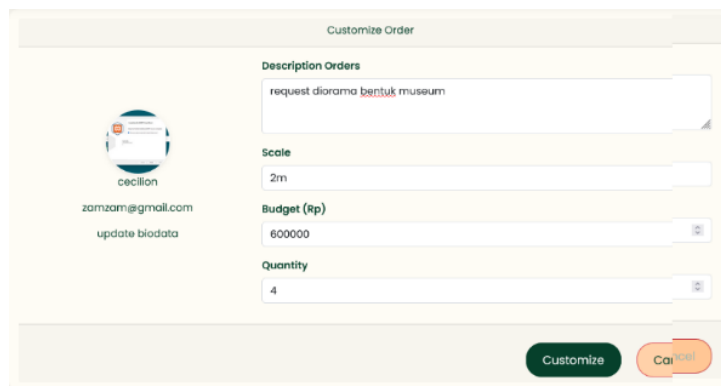 Customize Order
Description Orders
request diorama bentuk museum
cecilion
zamzam@gmail.com
update biodata
Scale
2m
Budget (Rp)
600000
Quantity
4
Customize
Cancel